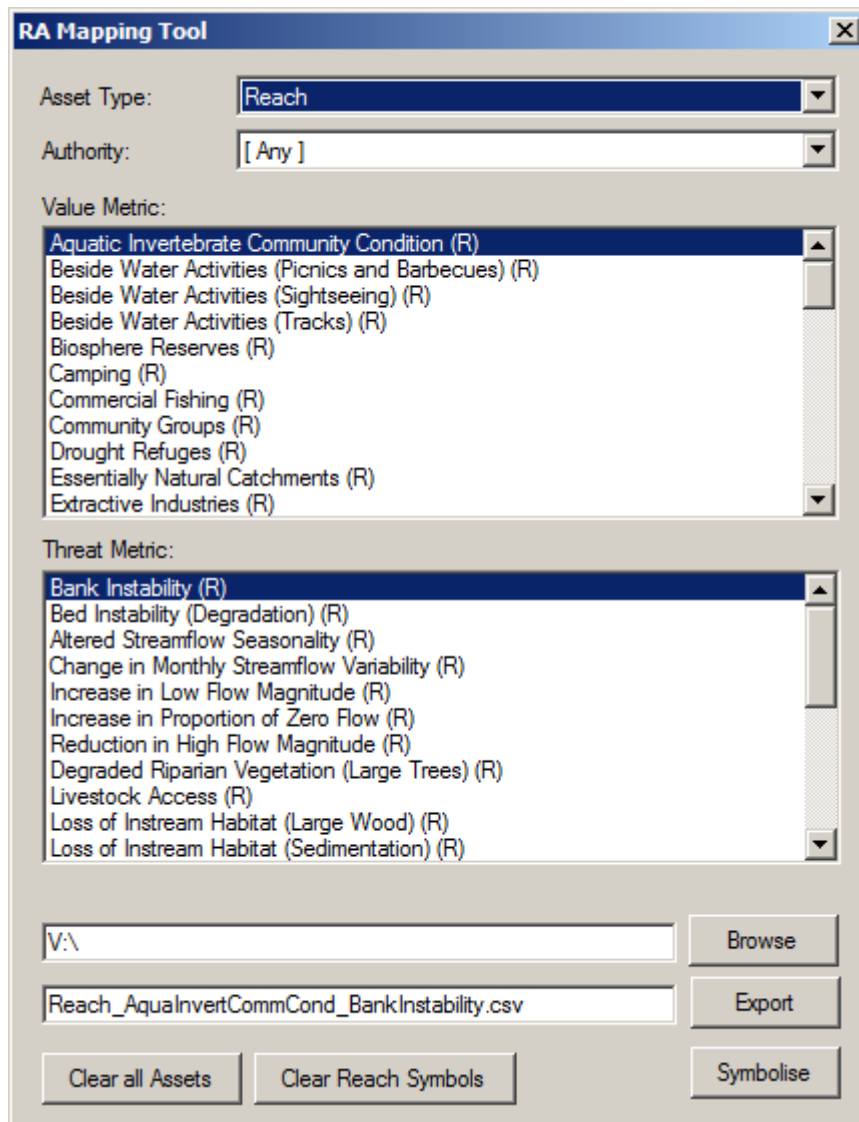 RA Mapping Tool
Asset Type: Reach
Authority: [ Any ]
Value Metric:
Aquatic Invertebrate Community Condition (R)
Beside Water Activities (Picnics and Barbecues) (R)
Beside Water Activities (Sightseeing) (R)
Beside Water Activities (Tracks) (R)
Biosphere Reserves (R)
Camping (R)
Commercial Fishing (R)
Community Groups (R)
Drought Refuges (R)
Essentially Natural Catchments (R)
Extractive Industries (R)
Threat Metric:
Bank Instability (R)
Bed Instability (Degradation) (R)
Altered Streamflow Seasonality (R)
Change in Monthly Streamflow Variability (R)
Increase in Low Flow Magnitude (R)
Increase in Proportion of Zero Flow (R)
Reduction in High Flow Magnitude (R)
Degraded Riparian Vegetation (Large Trees) (R)
Livestock Access (R)
Loss of Instream Habitat (Large Wood) (R)
Loss of Instream Habitat (Sedimentation) (R)
V:\ Browse
Reach_AquaInvertCommCond_BankInstability.csv Export
Clear all Assets Clear Reach Symbols Symbolise